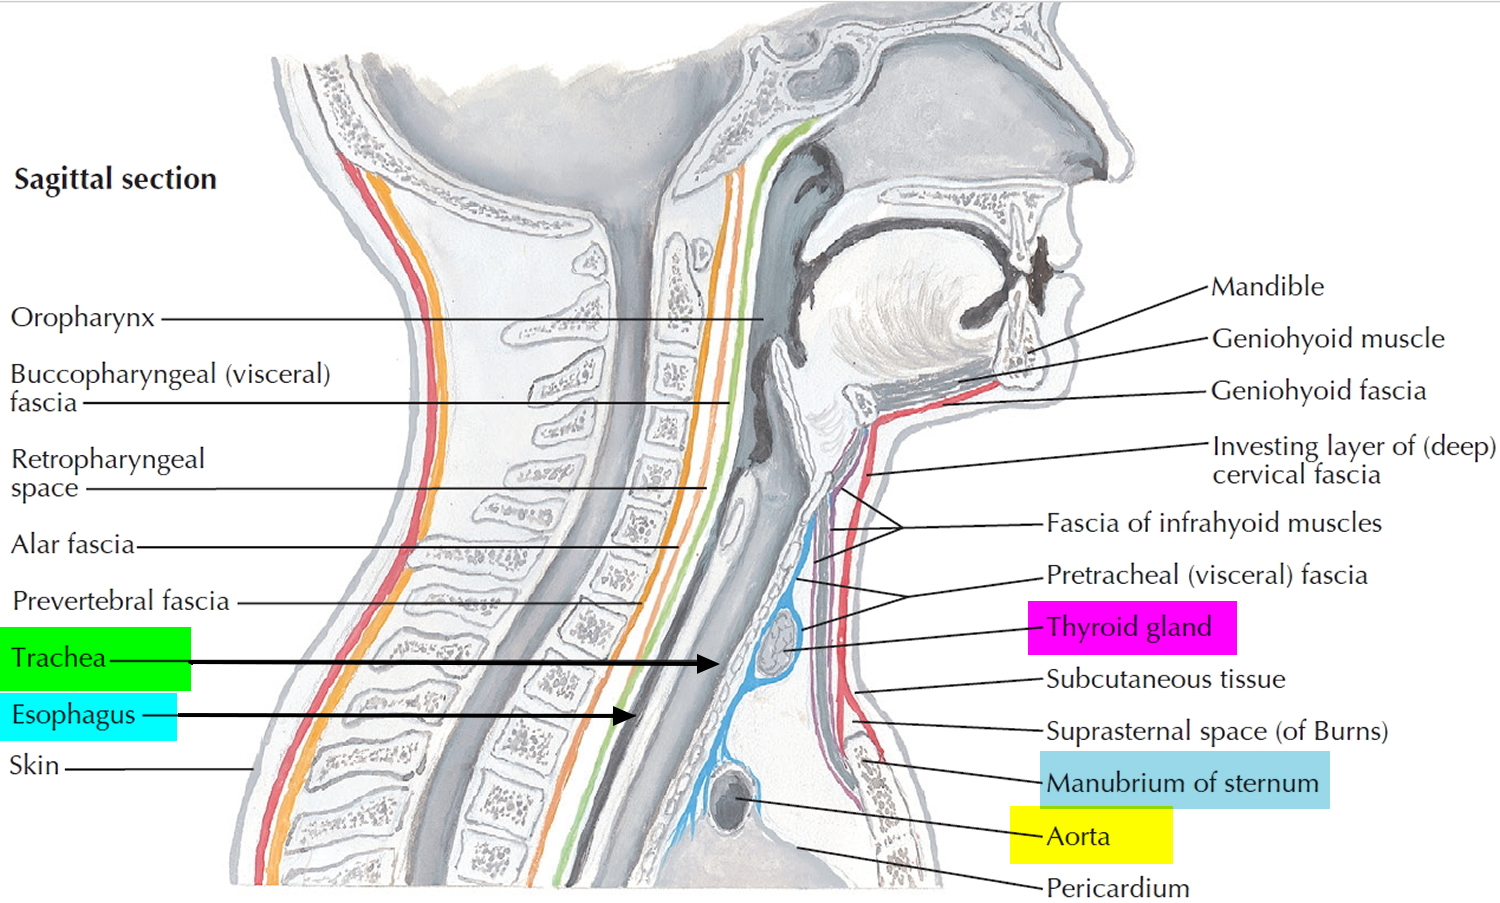 Sagittal section
Oropharynx
Buccopharyngeal (visceral)
fascia
Retropharyngeal
space
Alar fascia
Prevertebral fascia
Trachea
Esophagus
Skin
Mandible
Geniohyoid muscle
Geniohyoid fascia
Investing layer of (deep)
cervical fascia
Fascia of infrahyoid muscles
Pretracheal (visceral) fascia
Thyroid gland
Subcutaneous tissue
Suprasternal space (of Burns)
Manubrium of sternum
Aorta
Pericardium